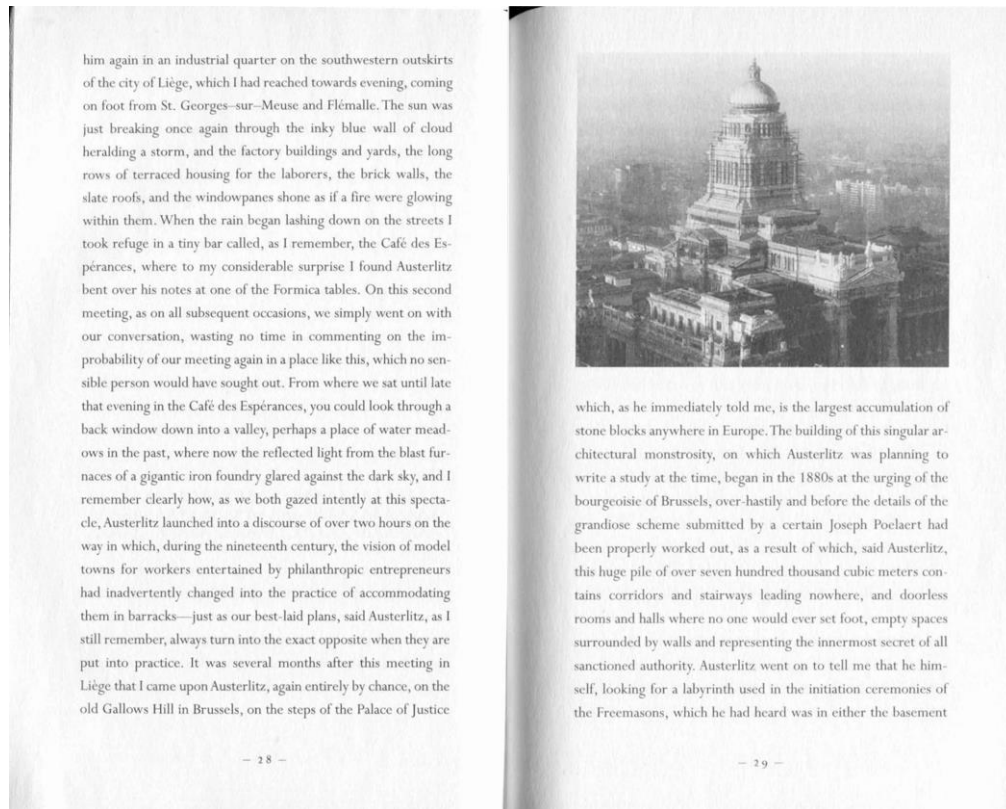 him again in an industrial quarter on the southwestern outskirts
of the city of Liège, which I had reached towards evening, coming
on foot from St. Georges–sur–Meuse and Flémalle. The sun was
just breaking once again through the inky blue wall of cloud
heralding a storm, and the factory buildings and yards, the long
rows of terraced housing for the laborers, the brick walls, the
slate roofs, and the windowpanes shone as if a fire were glowing
within them. When the rain began lashing down on the streets I
took refuge in a tiny bar called, as I remember, the Café des Es-
pérances, where to my considerable surprise I found Austerlitz
bent over his notes at one of the Formica tables. On this second
meeting, as on all subsequent occasions, we simply went on with
our conversation, wasting no time in commenting on the im-
probability of our meeting again in a place like this, which no sen-
sible person would have sought out. From where we sat until late
that evening in the Café des Espérances, you could look through a
back window down into a valley, perhaps a place of water mead-
ows in the past, where now the reflected light from the blast fur-
naces of a gigantic iron foundry glared against the dark sky, and I
remember clearly how, as we both gazed intently at this specta-
cle, Austerlitz launched into a discourse of over two hours on the
way in which, during the nineteenth century, the vision of model
towns for workers entertained by philanthropic entrepreneurs
had inadvertently changed into the practice of accommodating
them in barracks—just as our best-laid plans, said Austerlitz, as I
still remember, always turn into the exact opposite when they are
put into practice. It was several months after this meeting in
Liège that I came upon Austerlitz, again entirely by chance, on the
old Gallows Hill in Brussels, on the steps of the Palace of Justice
– 28 –
which, as he immediately told me, is the largest accumulation of
stone blocks anywhere in Europe. The building of this singular ar-
chitectural monstrosity, on which Austerlitz was planning to
write a study at the time, began in the 1880s at the urging of the
bourgeoisie of Brussels, over-hastily and before the details of the
grandiose scheme submitted by a certain Joseph Poelaert had
been properly worked out, as a result of which, said Austerlitz,
this huge pile of over seven hundred thousand cubic meters con-
tains corridors and stairways leading nowhere, and doorless
rooms and halls where no one would ever set foot, empty spaces
surrounded by walls and representing the innermost secret of all
sanctioned authority. Austerlitz went on to tell me that he him-
self, looking for a labyrinth used in the initiation ceremonies of
the Freemasons, which he had heard was in either the basement
– 29 –